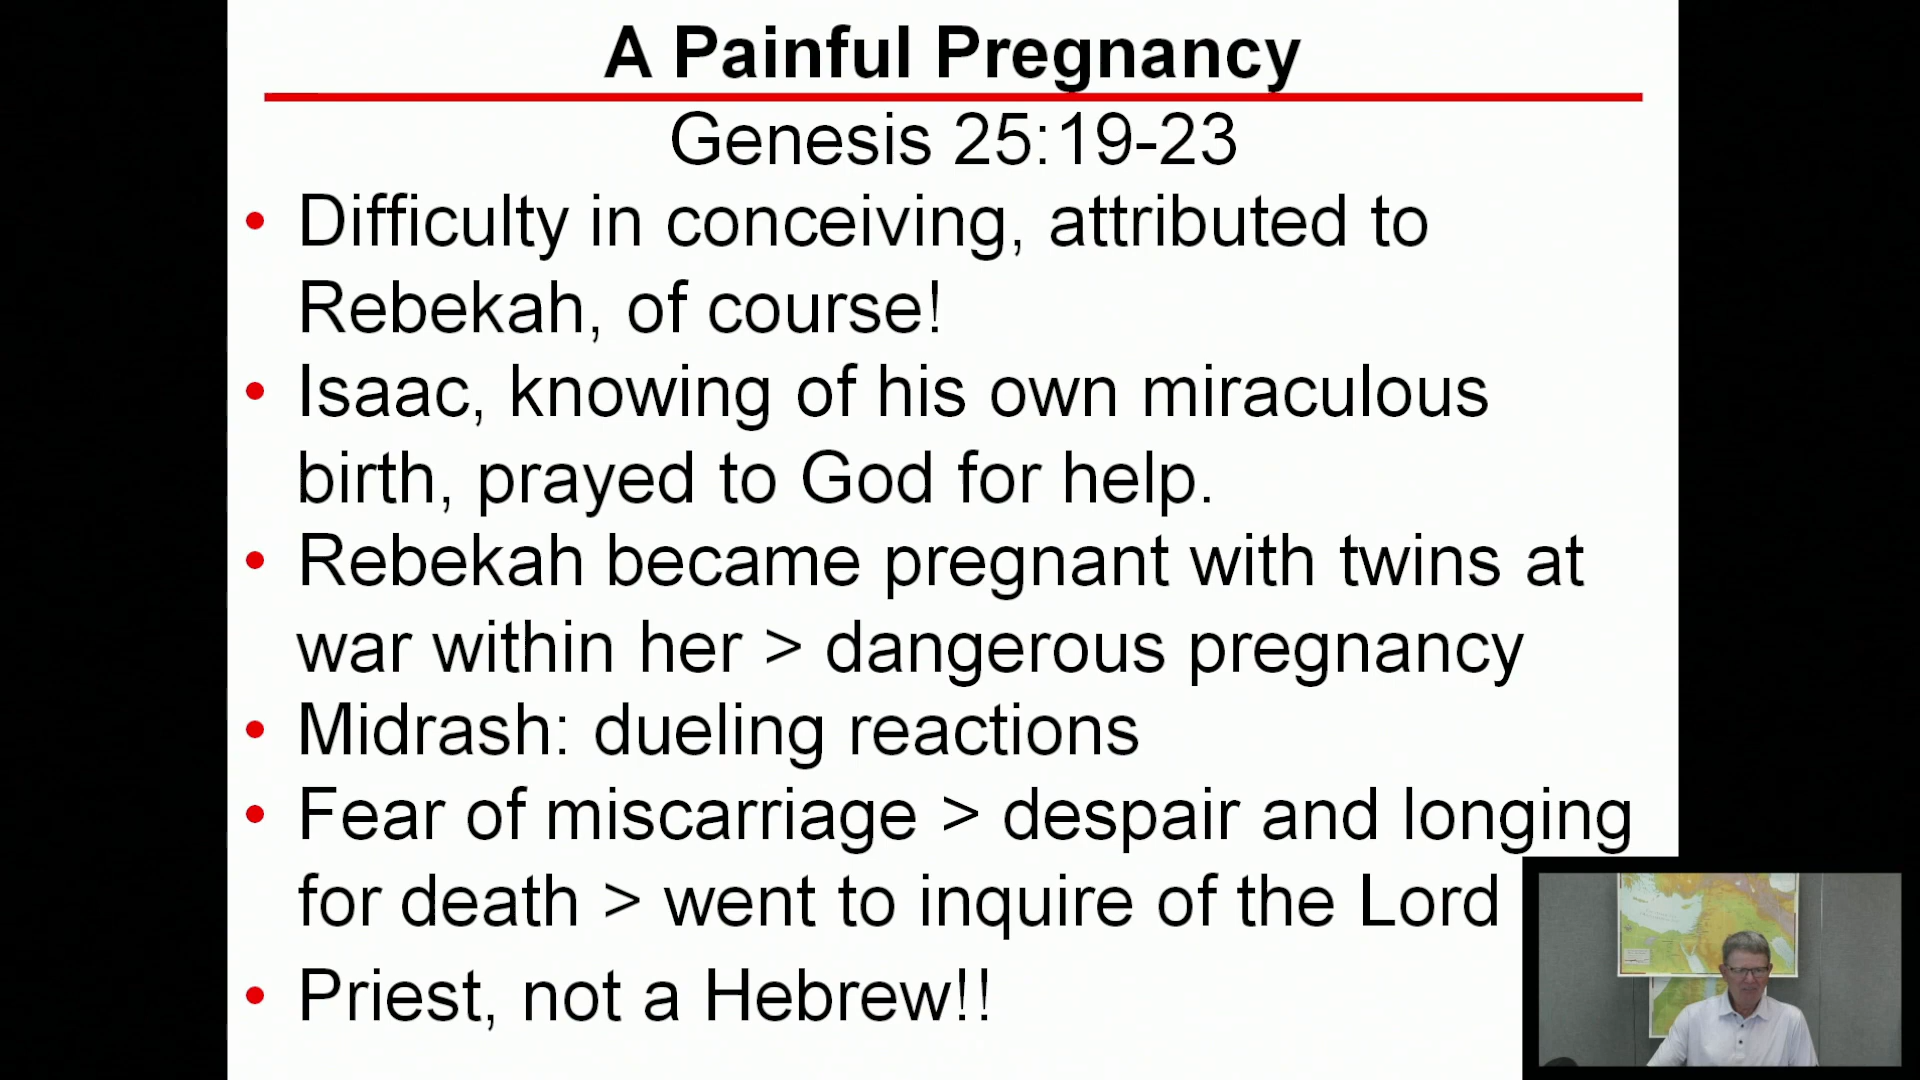 A Painful Pregnancy
Genesis 25:19-23
• Difficulty in conceiving, attributed to
Rebekah, of course!
• Isaac, knowing of his own miraculous
birth, prayed to God for help.
• Rebekah became pregnant with twins at
war within her > dangerous pregnancy
• Midrash: dueling reactions
• Fear of miscarriage > despair and longing
for death > went to inquire of the Lord
• Priest, not a Hebrew!!